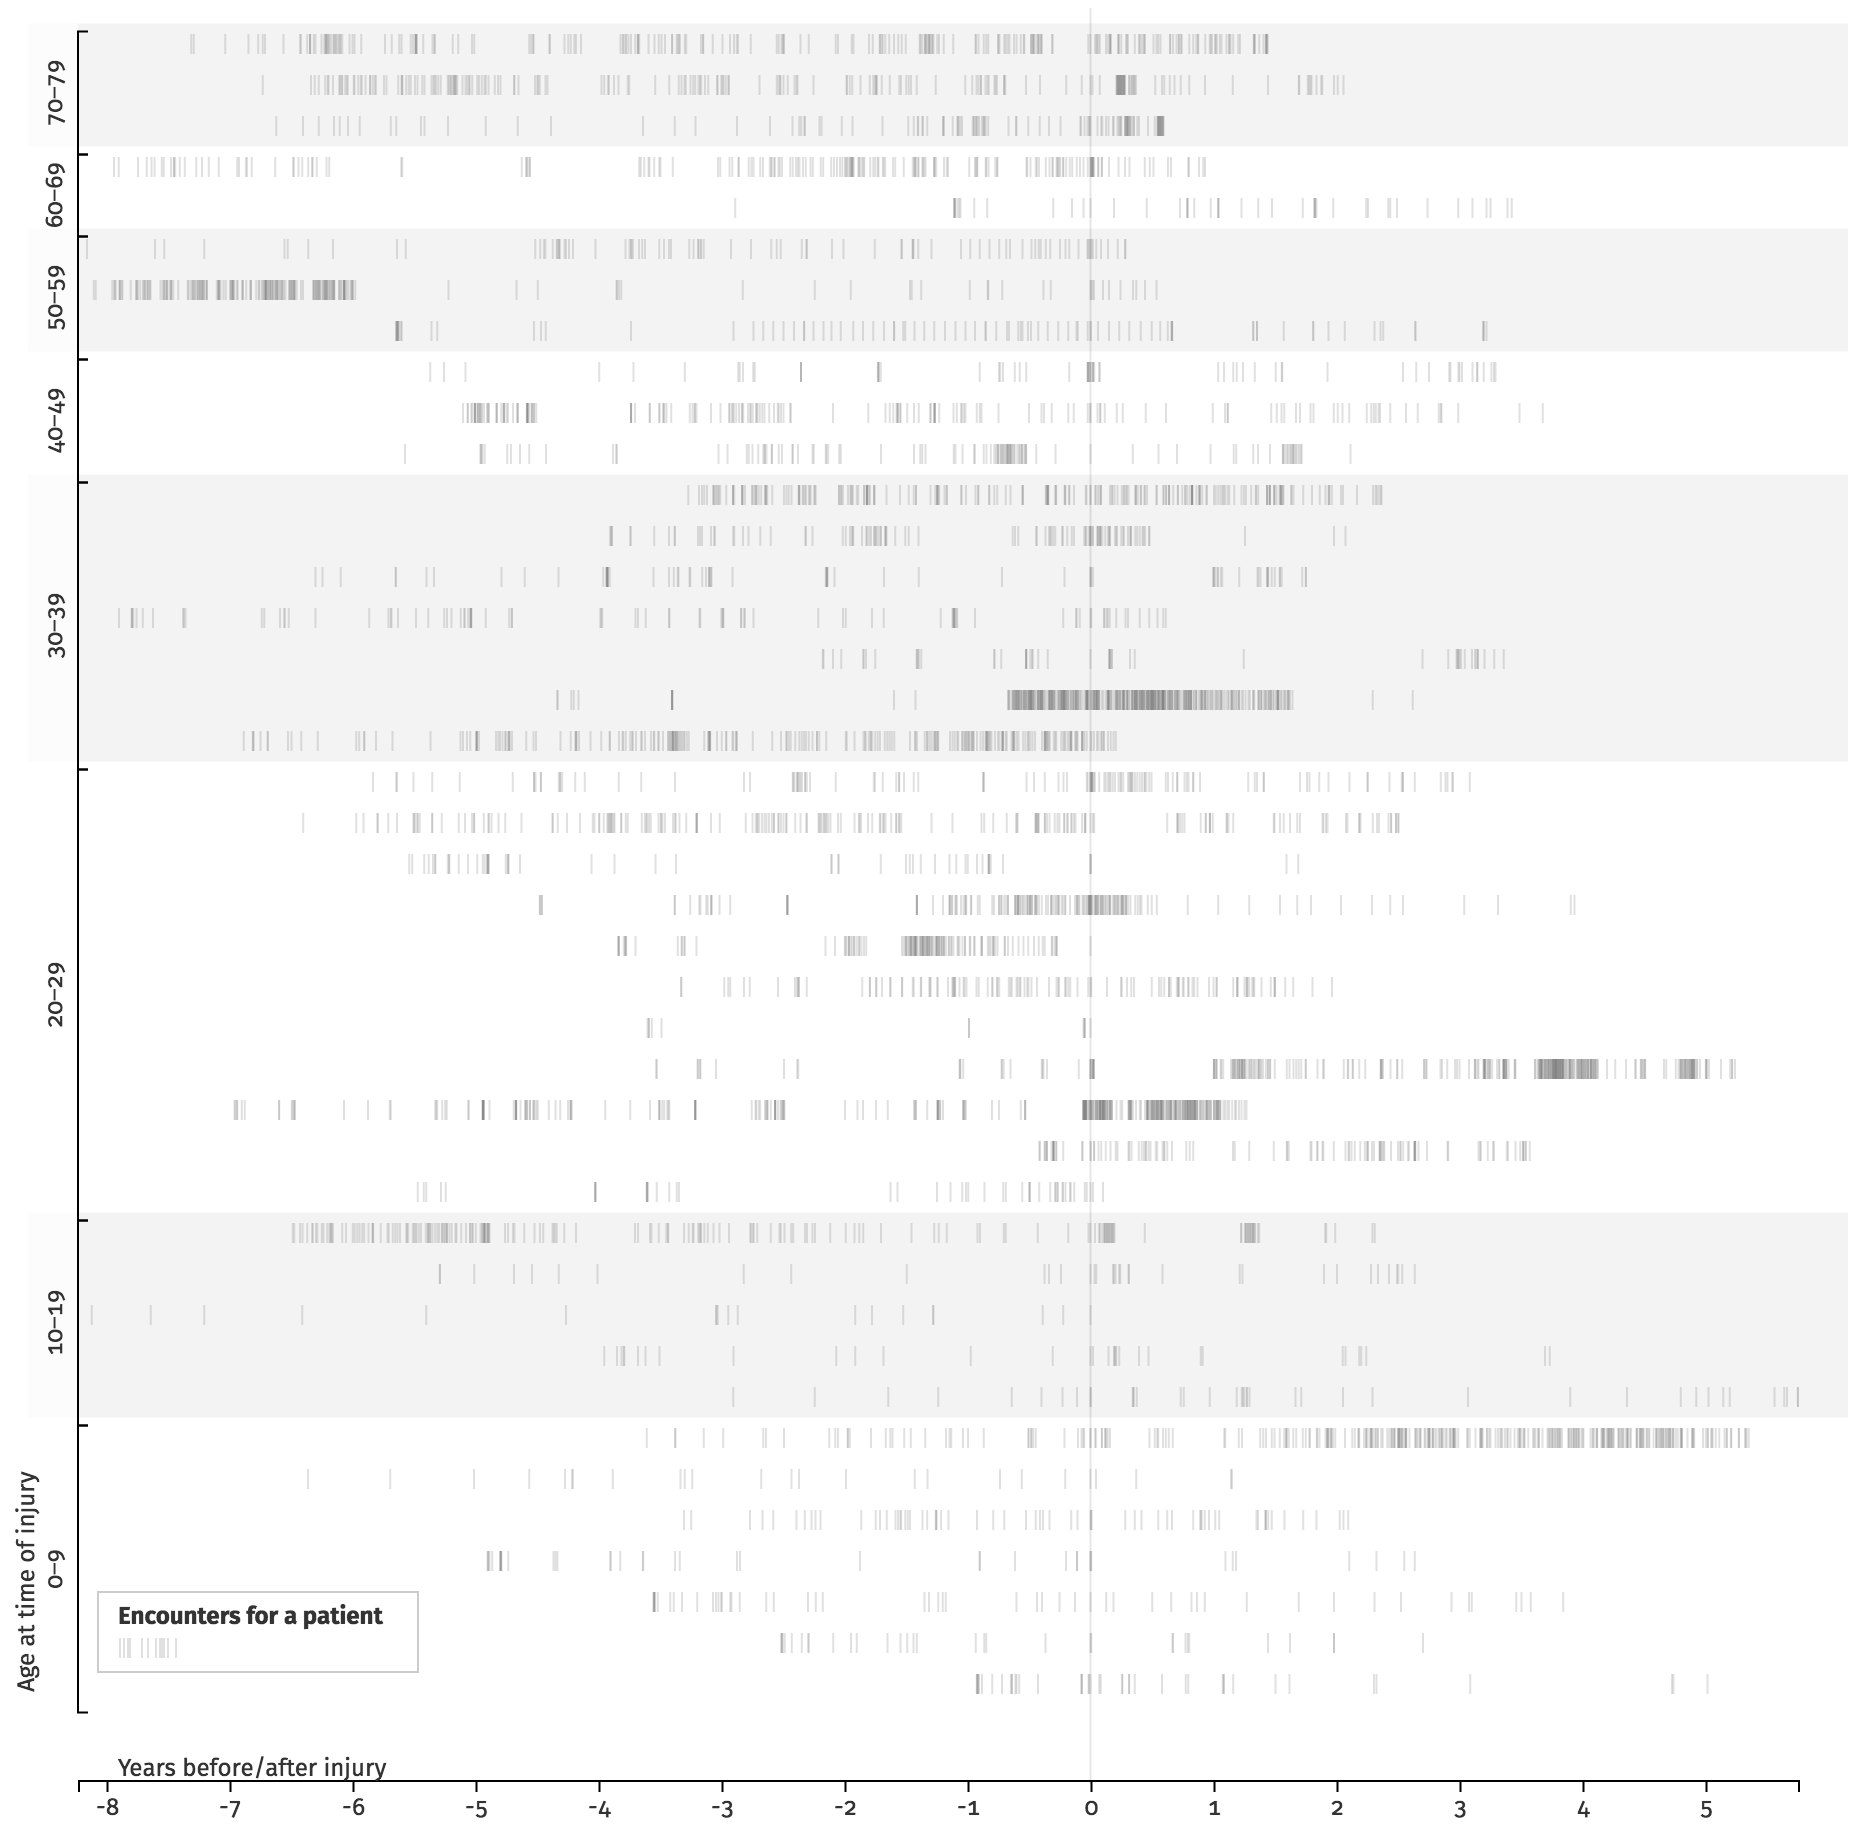 70–79
60–69
50–59
40–49
30–39
20–29
10–19
0–9
Age at time of injury
Encounters for a patient
Years before/after injury
-8 -7 -6 -5 -4 -3 -2 -1 0 1 2 3 4 5